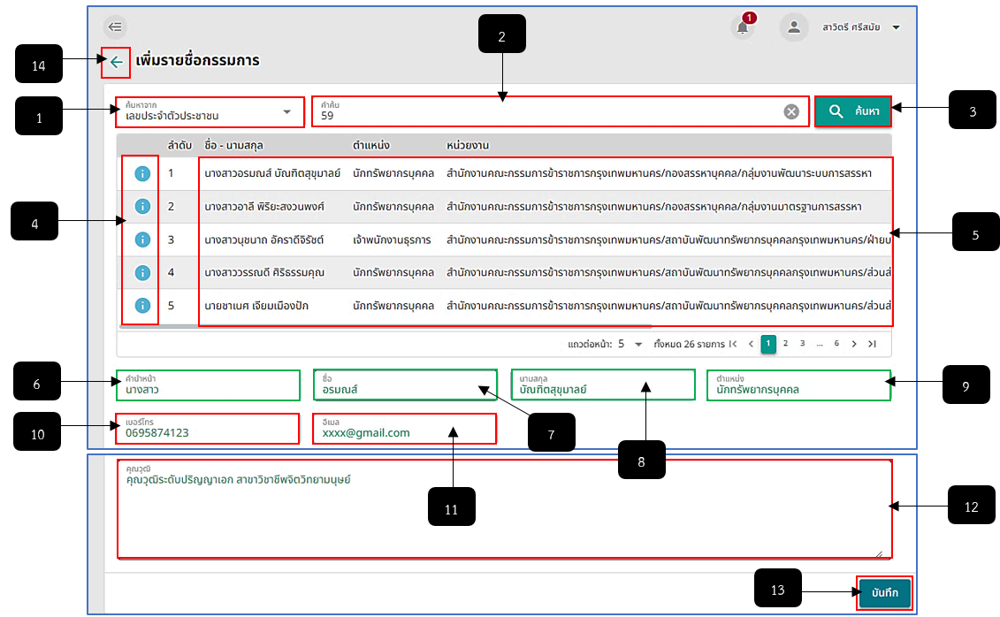 1
สาวิตรี ศรีสมัย
2
14
เพิ่มรายชื่อกรรมการ
1
ค้นหาจาก
เลขประจำตัวประชาชน
คำค้น
59
ค้นหา
3
ลำดับ ชื่อ - นามสกุล ตำแหน่ง หน่วยงาน
1 นางสาวอรมณส์ บัณฑิตสุขุมาลย์ นักทรัพยากรบุคคล สำนักงานคณะกรรมการข้าราชการกรุงเทพมหานคร/กองสรรหาบุคคล/กลุ่มงานพัฒนาระบบการสรรหา
2 นางสาวอาลี พิริยะสงวนพงศ์ นักทรัพยากรบุคคล สำนักงานคณะกรรมการข้าราชการกรุงเทพมหานคร/กองสรรหาบุคคล/กลุ่มงานมาตรฐานการสรรหา
3 นางสาวนุชนาถ อัคราดีจิรัชต์ เจ้าพนักงานธุรการ สำนักงานคณะกรรมการข้าราชการกรุงเทพมหานคร/สถาบันพัฒนาทรัพยากรบุคคลกรุงเทพมหานคร/ฝ่ายบ
4 นางสาววรรณดี ศิริธรรมคุณ นักทรัพยากรบุคคล สำนักงานคณะกรรมการข้าราชการกรุงเทพมหานคร/สถาบันพัฒนาทรัพยากรบุคคลกรุงเทพมหานคร/ส่วนส่
5 นายชาเนศ เจียมเมืองปัก นักทรัพยากรบุคคล สำนักงานคณะกรรมการข้าราชการกรุงเทพมหานคร/สถาบันพัฒนาทรัพยากรบุคคลกรุงเทพมหานคร/ส่วนส่
4
5
แถวต่อหน้า: 5 ทั้งหมด 26 รายการ 1 2 3 ... 6
6
คำนำหน้า
นางสาว
ชื่อ
อรมณส์
นามสกุล
บัณฑิตสุขุมาลย์
ตำแหน่ง
นักทรัพยากรบุคคล
9
10
เบอร์โทร
0695874123
อีเมล
xxxx@gmail.com
7
8
คุณวุฒิ
คุณวุฒิระดับปริญญาเอก สาขาวิชาชีพจิตวิทยามนุษย์
11
12
13
บันทึก